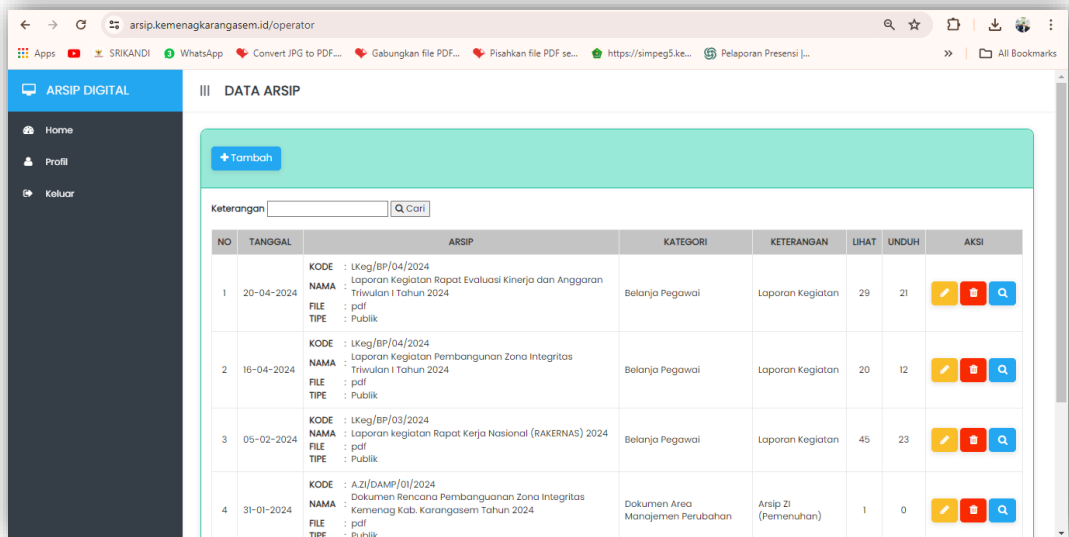 arsip.kemenagkarangasem.id/operator
Apps SRIKANDI WhatsApp Convert JPG to PDF.... Gabungkan file PDF... Pisahkan file PDF se... https://simpeg5.ke... Pelaporan Presensi |... » All Bookmarks
ARSIP DIGITAL
DATA ARSIP
Home
Profil
Keluar
+Tambah
Keterangan Cari
NO TANGGAL ARSIP KATEGORI KETERANGAN LIHAT UNDUH AKSI
KODE : LKeg/BP/04/2024
1 20-04-2024 NAMA : Laporan Kegiatan Rapat Evaluasi Kinerja dan Anggaran Belanja Pegawai Laporan Kegiatan 29 21
Triwulan I Tahun 2024
FILE : pdf
TIPE : Publik
KODE : LKeg/BP/04/2024
2 16-04-2024 NAMA : Laporan Kegiatan Pembangunan Zona Integritas Belanja Pegawai Laporan Kegiatan 20 12
Triwulan I Tahun 2024
FILE : pdf
TIPE : Publik
KODE : LKeg/BP/03/2024
3 05-02-2024 NAMA : Laporan kegiatan Rapat Kerja Nasional (RAKERNAS) 2024 Belanja Pegawai Laporan Kegiatan 45 23
FILE : pdf
TIPE : Publik
KODE : A.ZI/DAMP/01/2024
4 31-01-2024 NAMA : Dokumen Rencana Pembanguanan Zona Integritas Dokumen Area Arsip ZI 1 0
Kemenag Kab. Karangasem Tahun 2024 Manajemen Perubahan (Pemenuhan)
FILE : pdf
TIPE : Publik